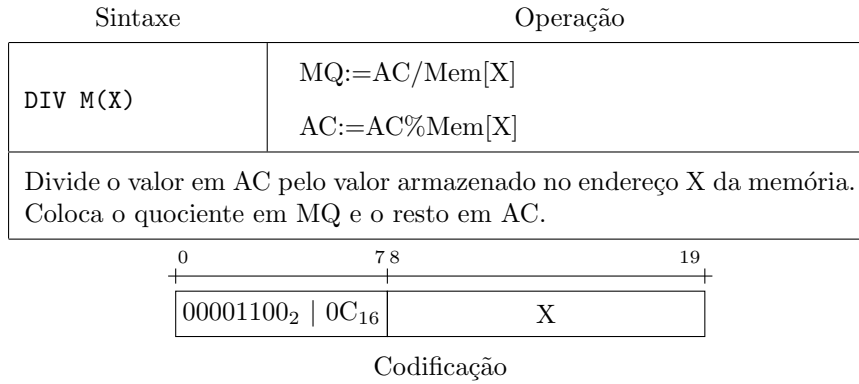 Sintaxe Operação
DIV M(X)
MQ:=AC/Mem[X]
AC:=AC%Mem[X]
Divide o valor em AC pelo valor armazenado no endereço X da memória.
Coloca o quociente em MQ e o resto em AC.
0 7 8 19
00001100₂ | 0C₁₆ X
Codificação